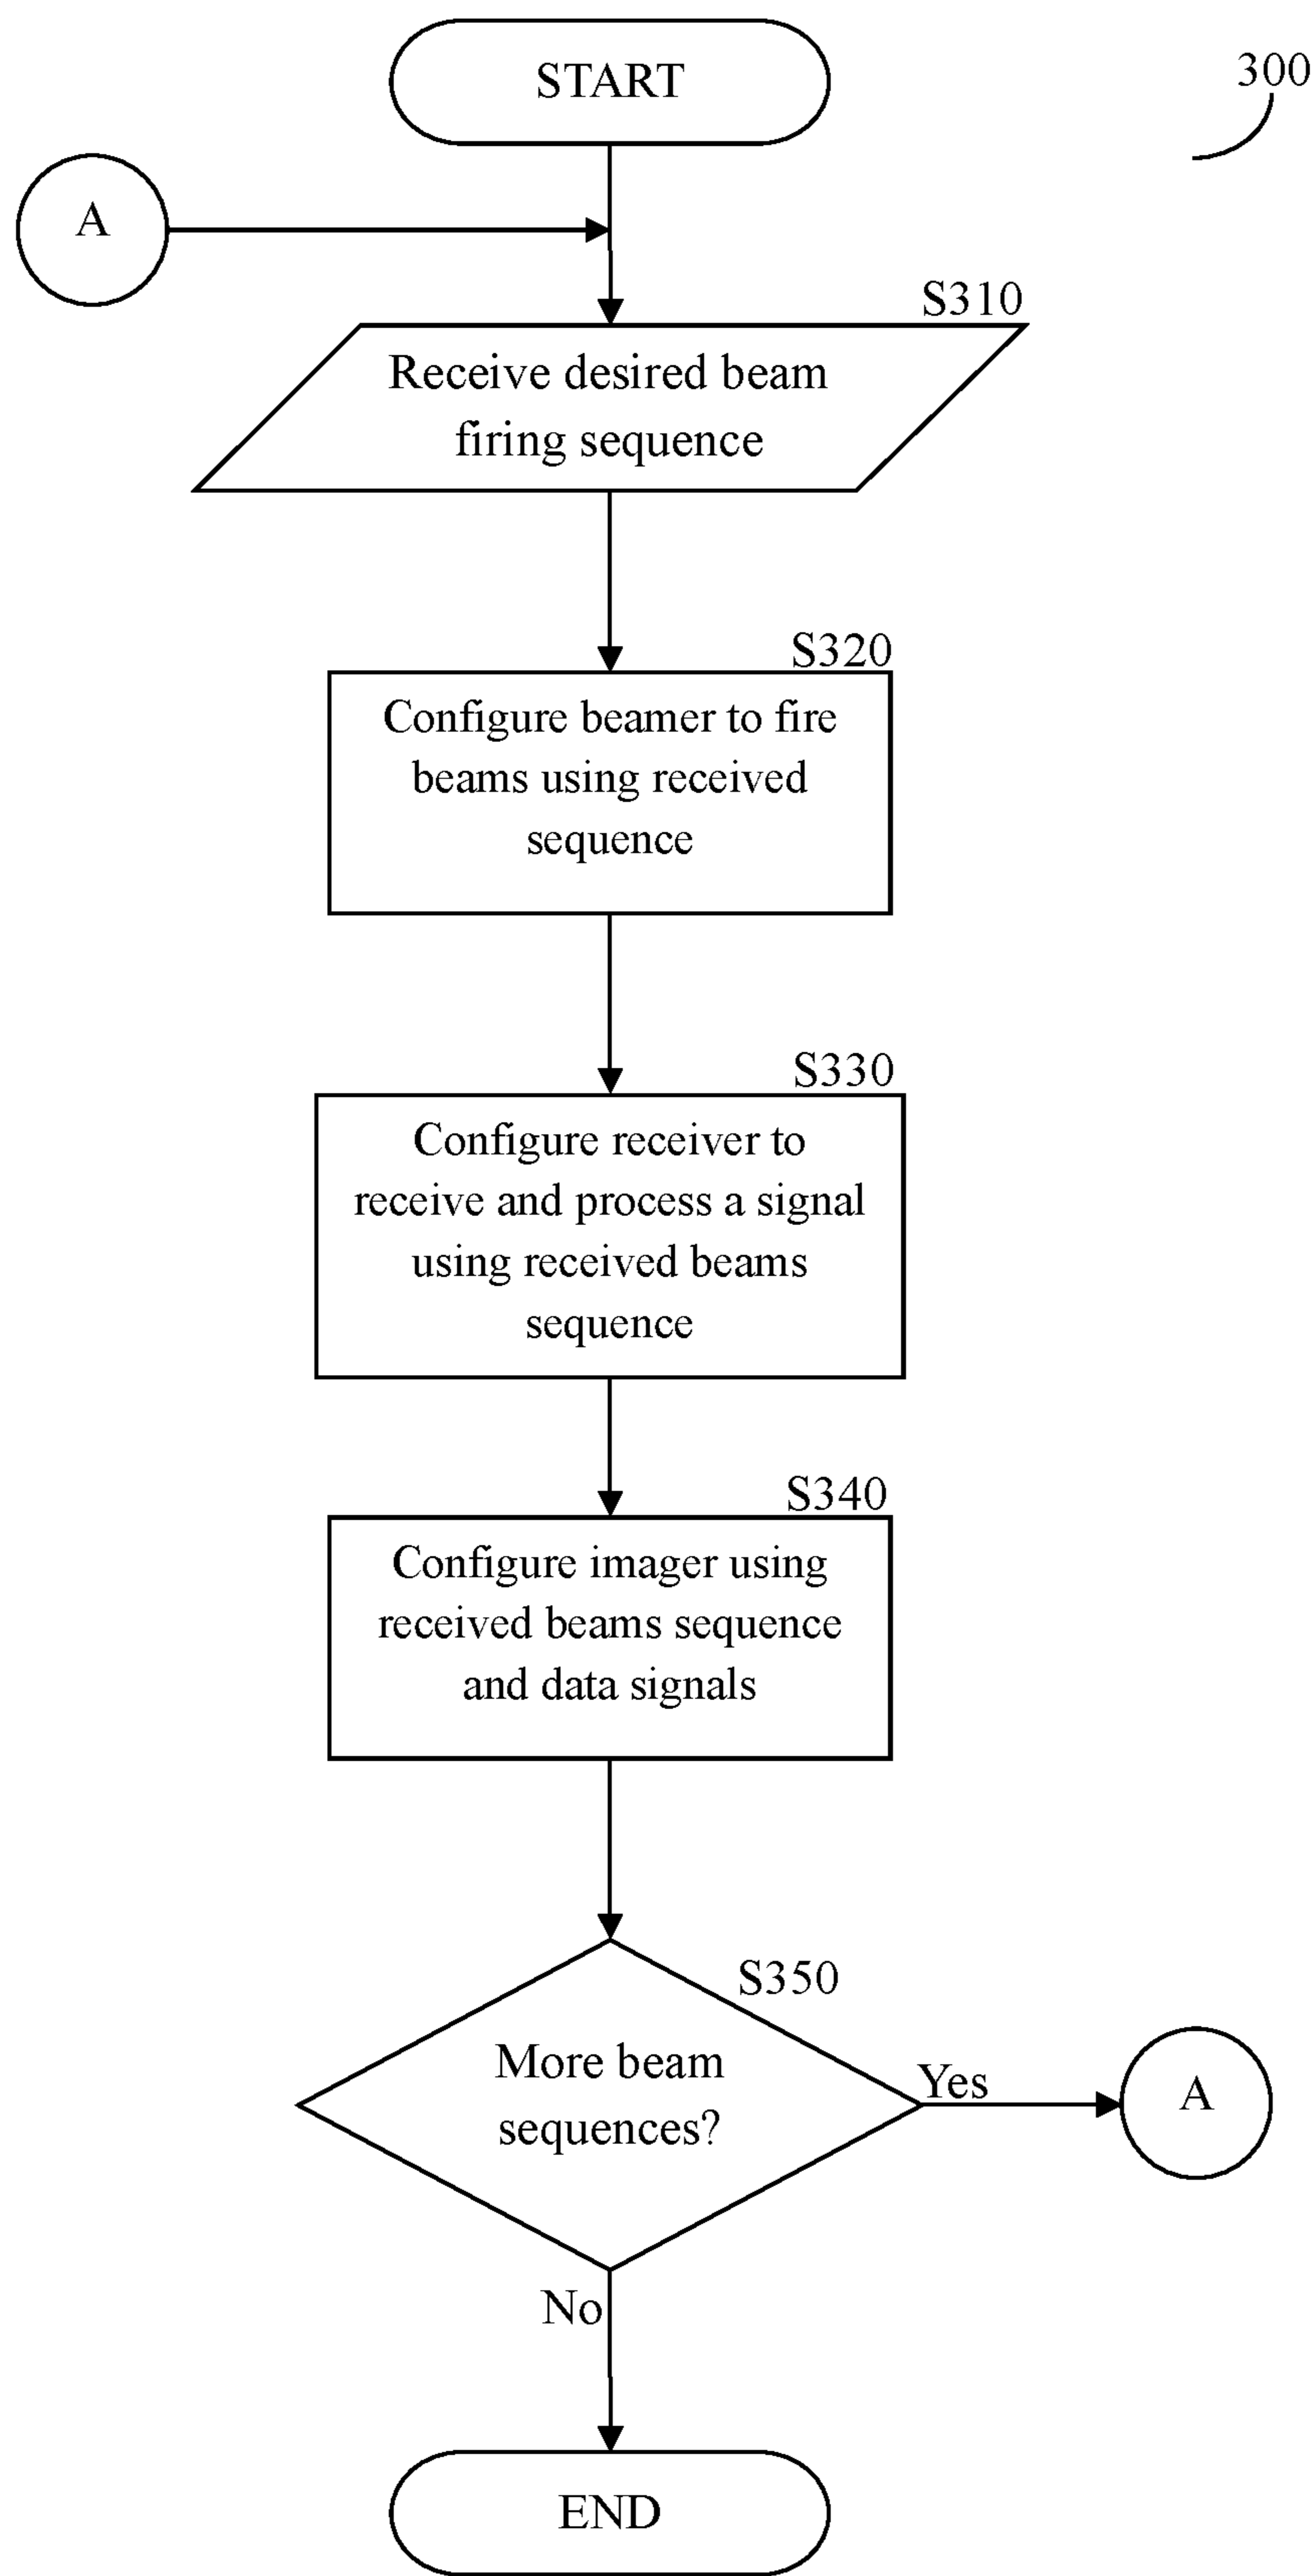 START
300
A
S310
Receive desired beam
firing sequence
S320
Configure beamer to fire
beams using received
sequence
S330
Configure receiver to
receive and process a signal
using received beams
sequence
S340
Configure imager using
received beams sequence
and data signals
S350
More beam
sequences?
Yes
A
No
END